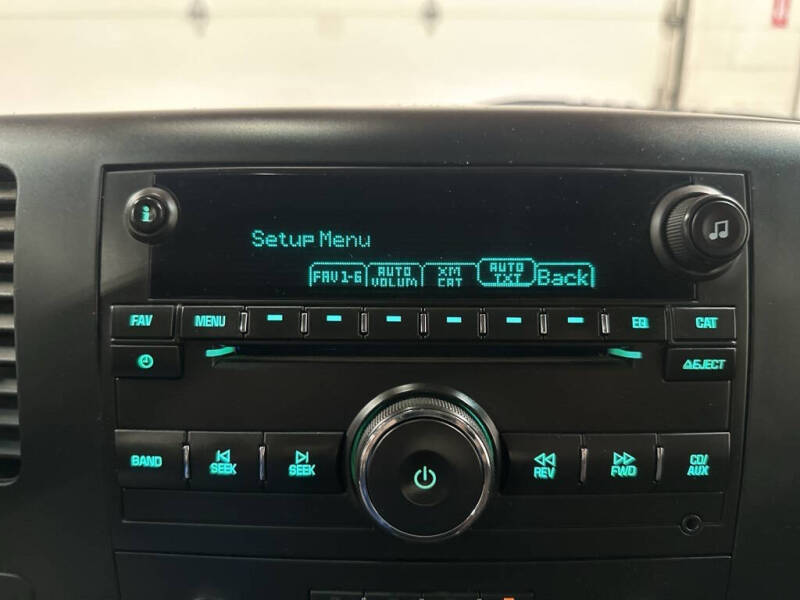 i
Setup Menu
FAV 1-6 AUTO VOLUM XM CAT AUTO TXT Back
FAV MENU EQ CAT
EJECT
BAND SEEK SEEK REV FWD CD/AUX